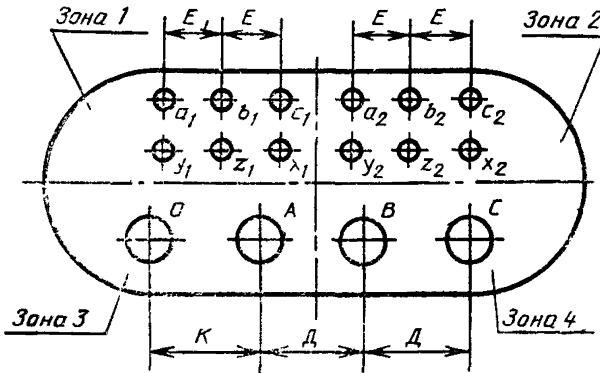 Зона 1 E E E E Зона 2
a₁ b₁ c₁ a₂ b₂ c₂
y₁ z₁ x₁ y₂ z₂ x₂
O A B C
Зона 3 К Д Д Зона 4